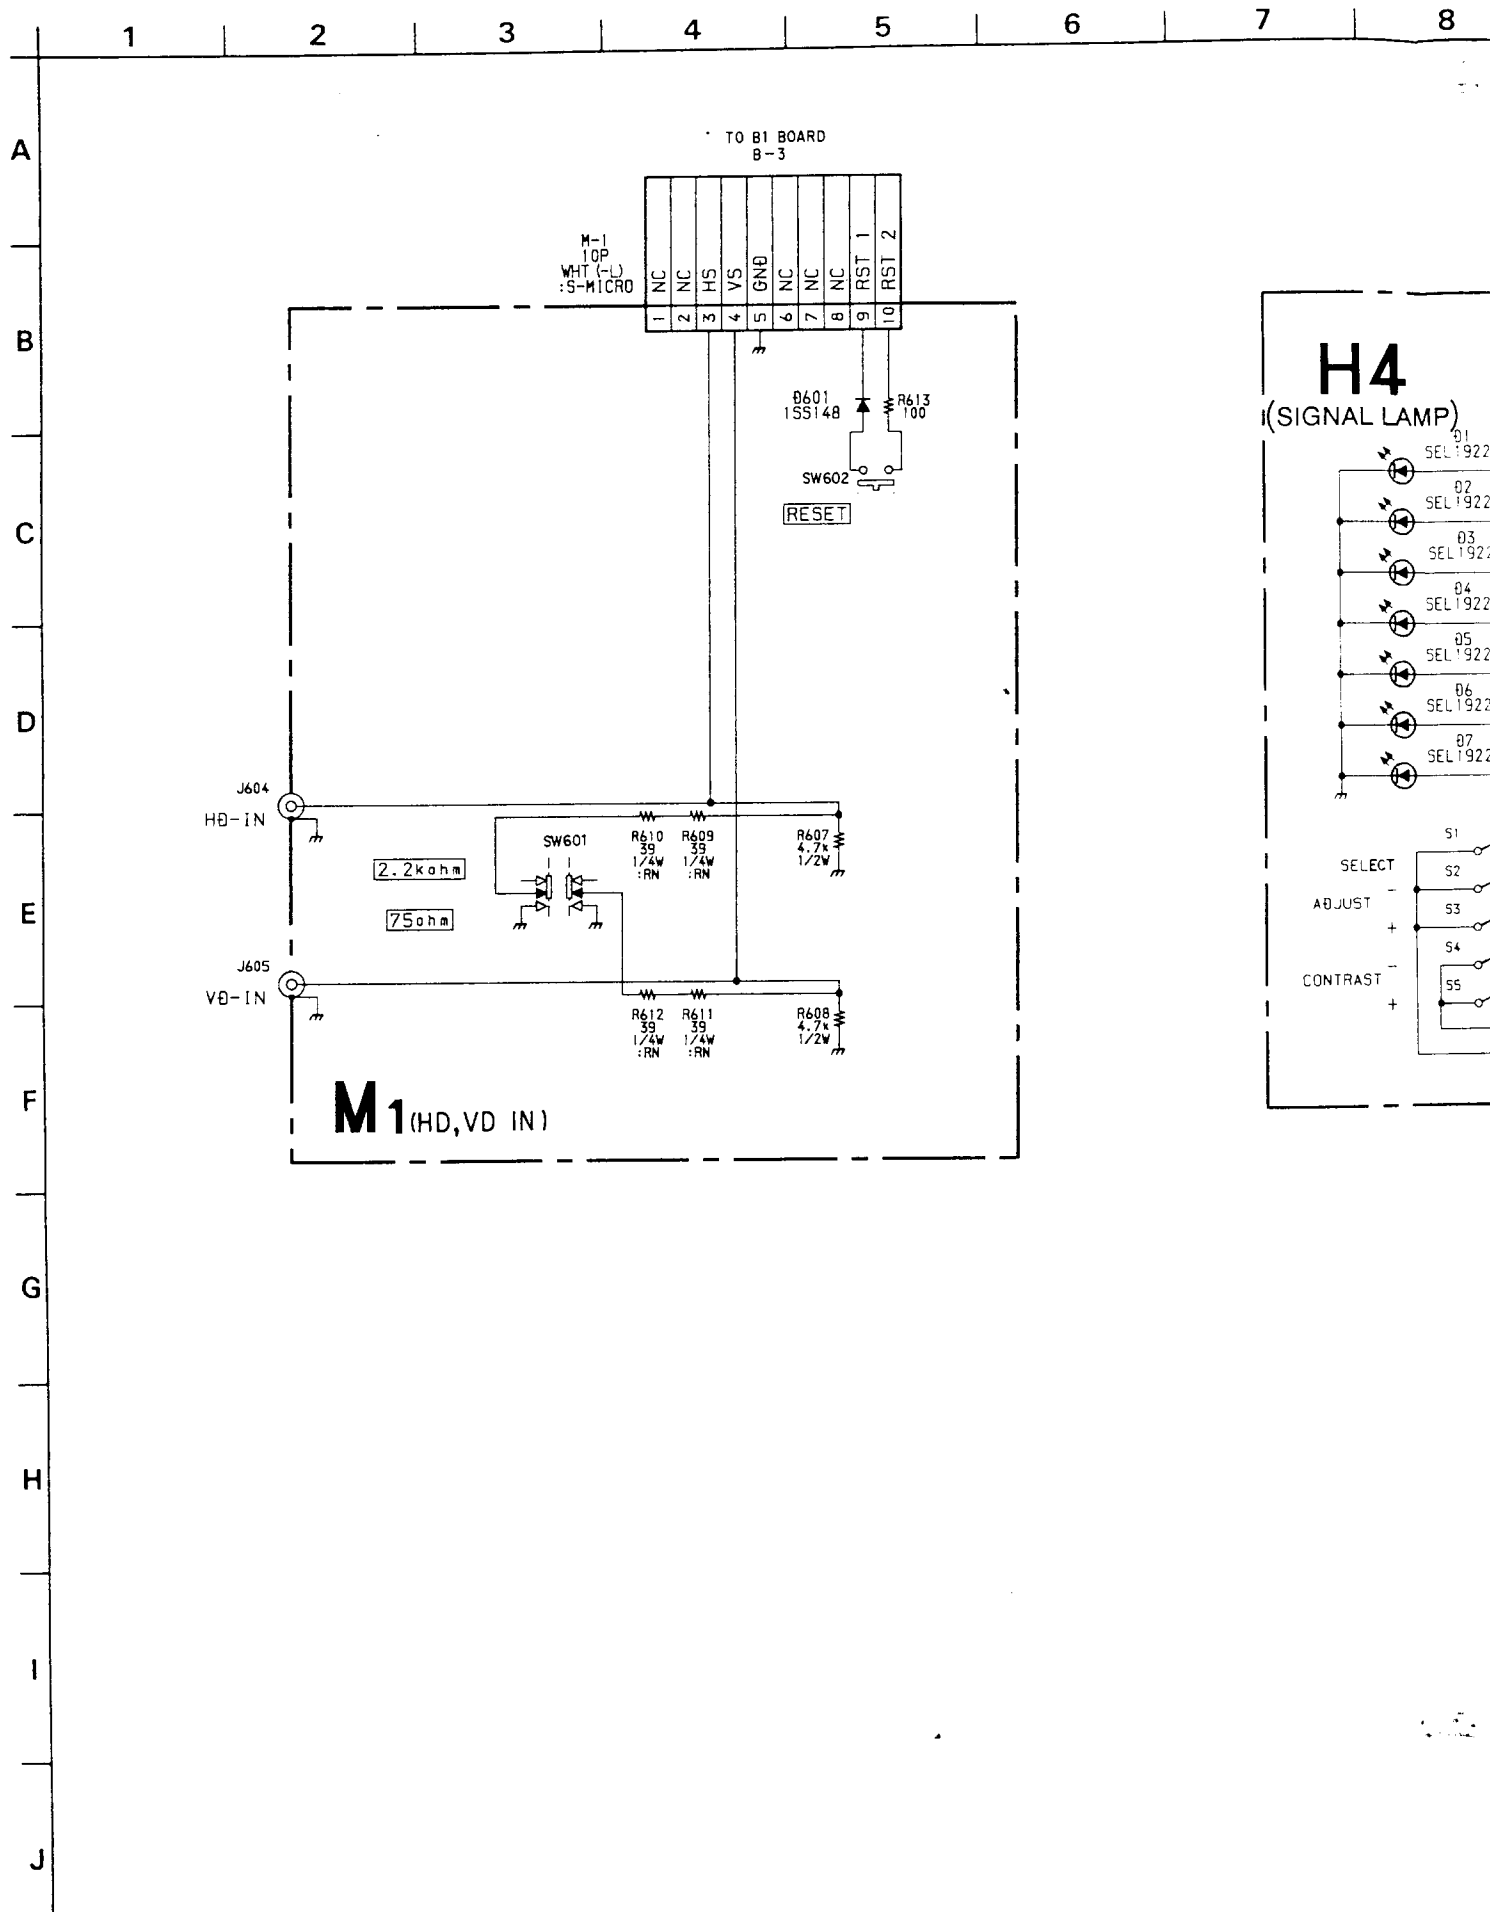 1 2 3 4 5 6 7 8
A
B
C
D
E
F
G
H
I
J
TO B1 BOARD
B-3
M-1
10P
WHT (-L)
:S-MICRO
1 NC
2 NC
3 HS
4 VS
5 GND
6 NC
7 NC
8 NC
9 RST 1
10 RST 2
D601
1SS148
R613
100
SW602
RESET
J604
HD-IN
2.2kohm
75ohm
SW601
R610
39
1/4W
:RN
R609
39
1/4W
:RN
R607
4.7k
1/2W
J605
VD-IN
R612
39
1/4W
:RN
R611
39
1/4W
:RN
R608
4.7k
1/2W
M1 (HD,VD IN)
H4
(SIGNAL LAMP)
D1
SEL1922
D2
SEL1922
D3
SEL1922
D4
SEL1922
D5
SEL1922
D6
SEL1922
D7
SEL1922
S1
SELECT
S2
-
ADJUST
S3
+
S4
-
CONTRAST
S5
+